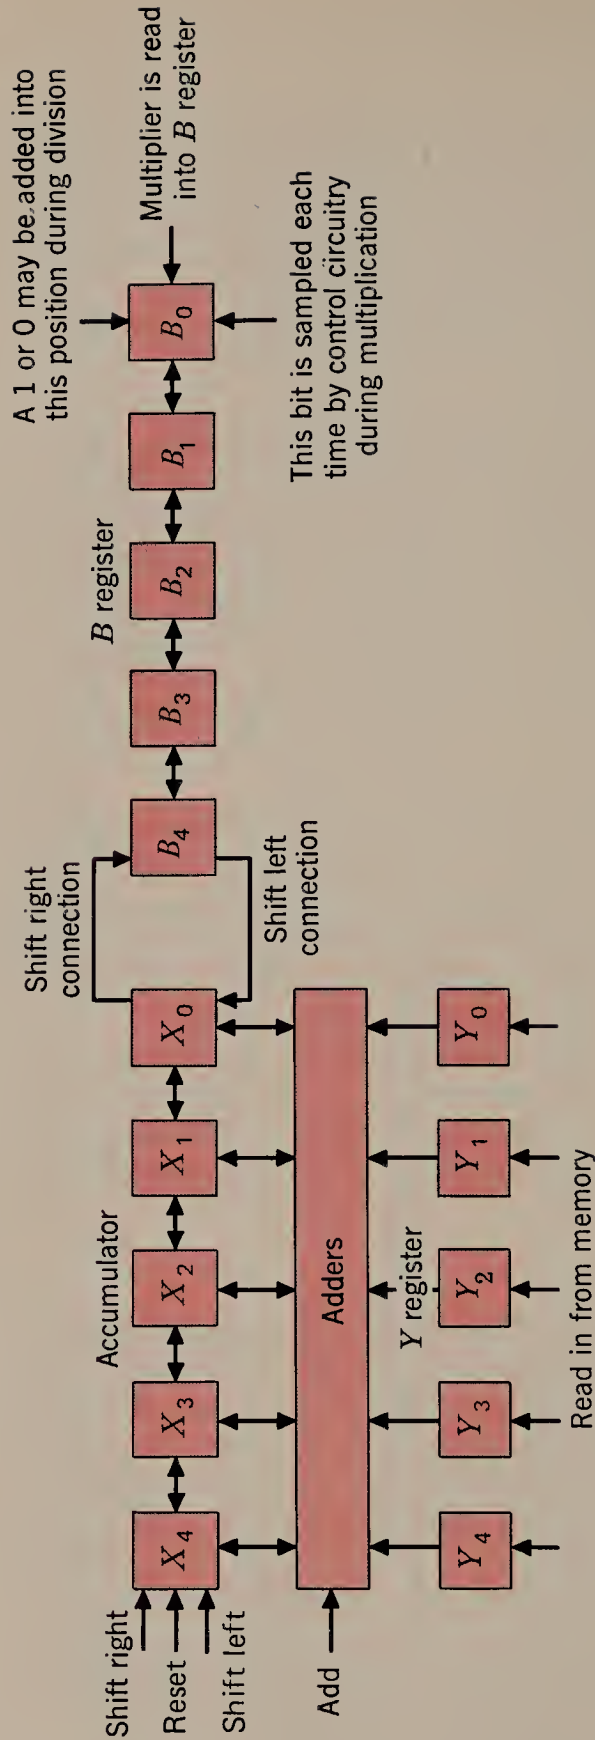 A 1 or 0 may be added into
this position during division
Multiplier is read
into B register
B₀
B₁
B₂
B₃
B₄
B register
This bit is sampled each
time by control circuitry
during multiplication
Shift right
connection
Shift left
connection
Accumulator
X₀
X₁
X₂
X₃
X₄
Shift right
Reset
Shift left
Adders
Add
Y register
Y₀
Y₁
Y₂
Y₃
Y₄
Read in from memory